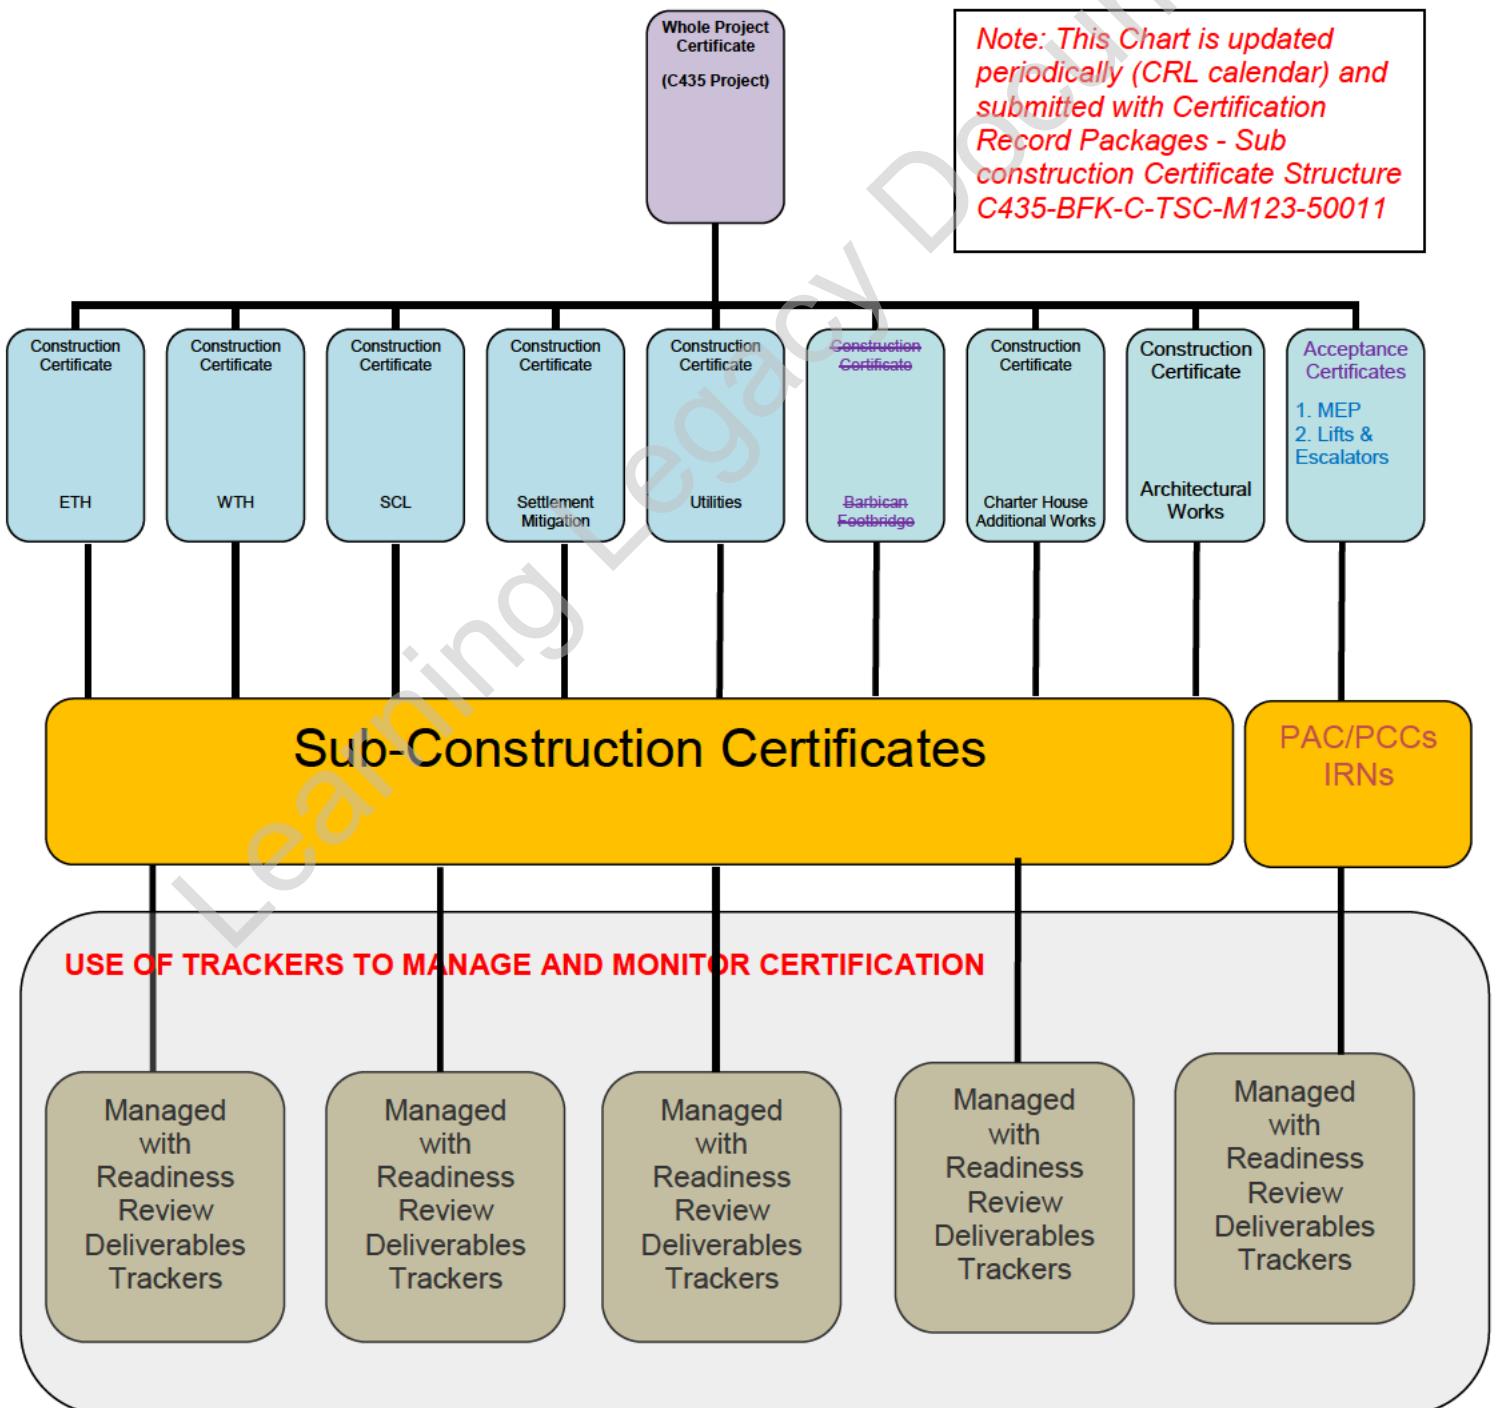 Whole Project
Certificate
(C435 Project)
Note: This Chart is updated
periodically (CRL calendar) and
submitted with Certification
Record Packages - Sub
construction Certificate Structure
C435-BFK-C-TSC-M123-50011
Construction
Certificate
ETH
Construction
Certificate
WTH
Construction
Certificate
SCL
Construction
Certificate
Settlement
Mitigation
Construction
Certificate
Utilities
Construction
Certificate
Barbican
Footbridge
Construction
Certificate
Charter House
Additional Works
Construction
Certificate
Architectural
Works
Acceptance
Certificates
1. MEP
2. Lifts &
Escalators
Sub-Construction Certificates
PAC/PCCs
IRNs
USE OF TRACKERS TO MANAGE AND MONITOR CERTIFICATION
Managed
with
Readiness
Review
Deliverables
Trackers
Managed
with
Readiness
Review
Deliverables
Trackers
Managed
with
Readiness
Review
Deliverables
Trackers
Managed
with
Readiness
Review
Deliverables
Trackers
Managed
with
Readiness
Review
Deliverables
Trackers
Learning Legacy